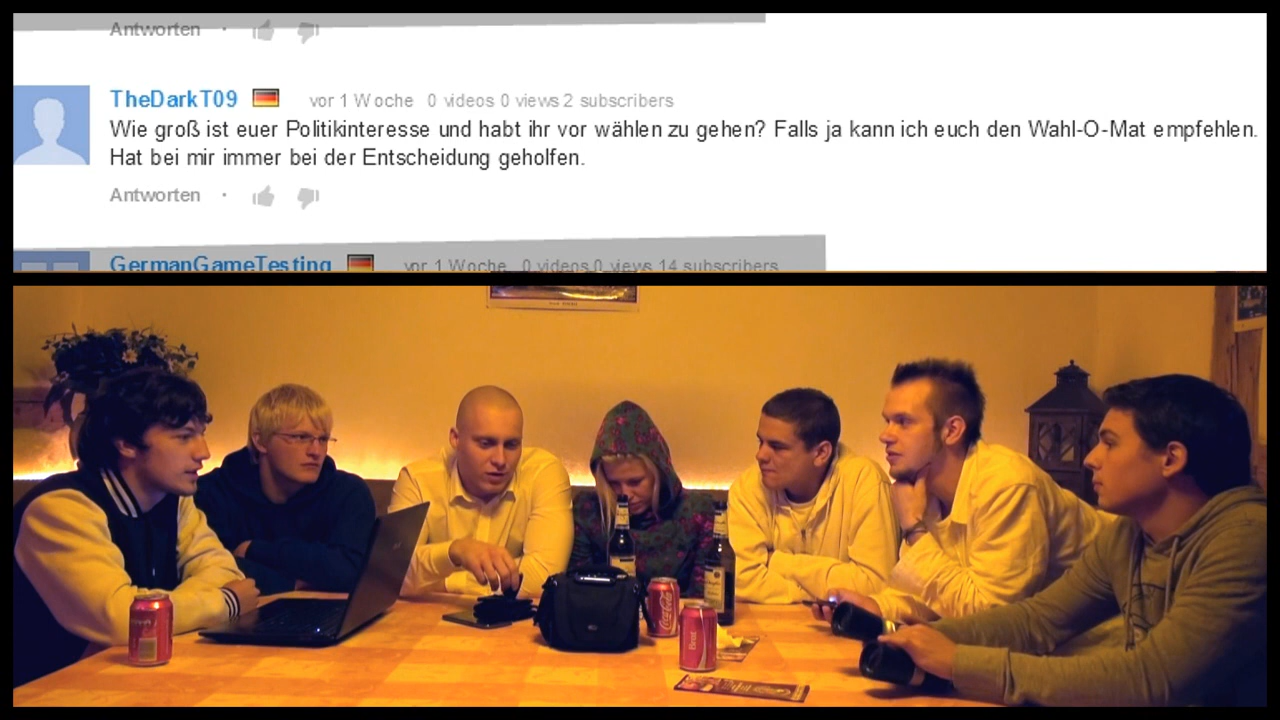 Antworten ·
TheDarkT09 vor 1 Woche 0 videos 0 views 2 subscribers
Wie groß ist euer Politikinteresse und habt ihr vor wählen zu gehen? Falls ja kann ich euch den Wahl-O-Mat empfehlen.
Hat bei mir immer bei der Entscheidung geholfen.
Antworten ·
GermanGameTesting vor 1 Woche 0 videos 0 views 14 subscribers
Coca-Cola